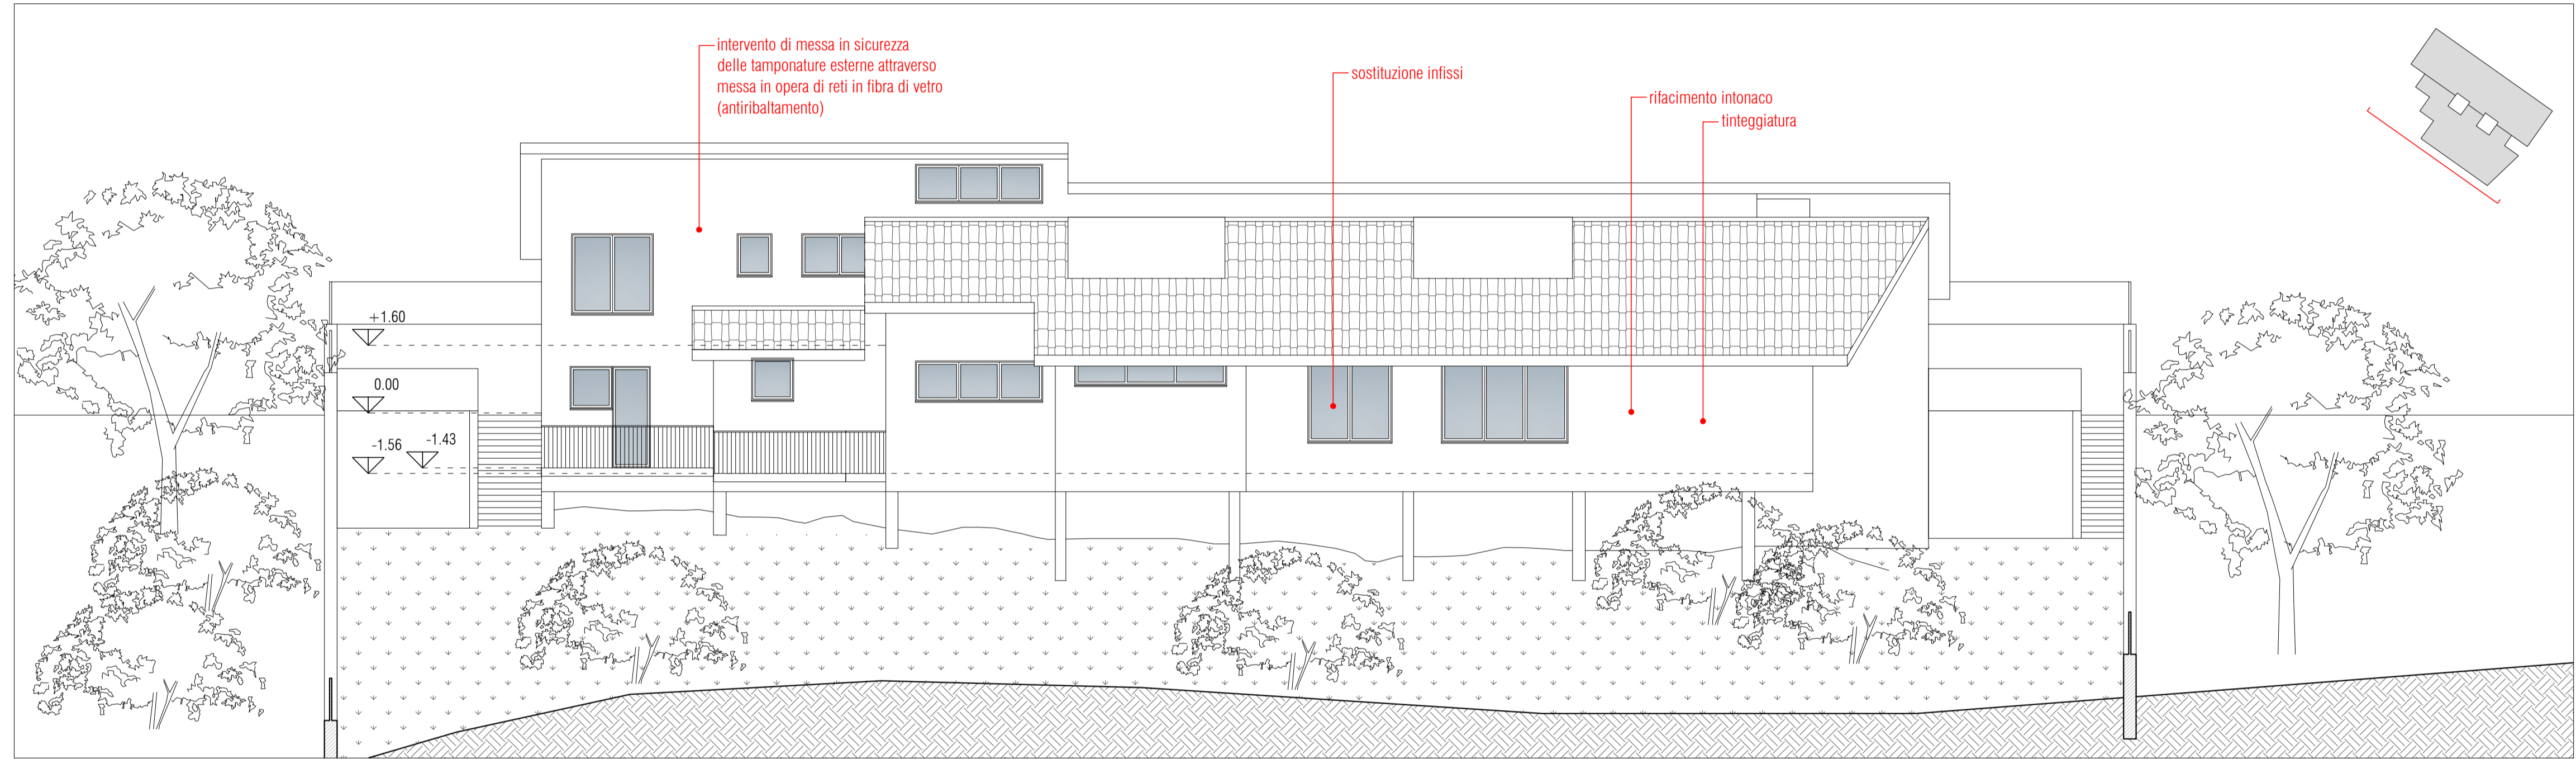 intervento di messa in sicurezza
delle tamponature esterne attraverso
messa in opera di reti in fibra di vetro
(antiribaltamento)
sostituzione infissi
rifacimento intonaco
tinteggiatura
+1.60
0.00
-1.56
-1.43